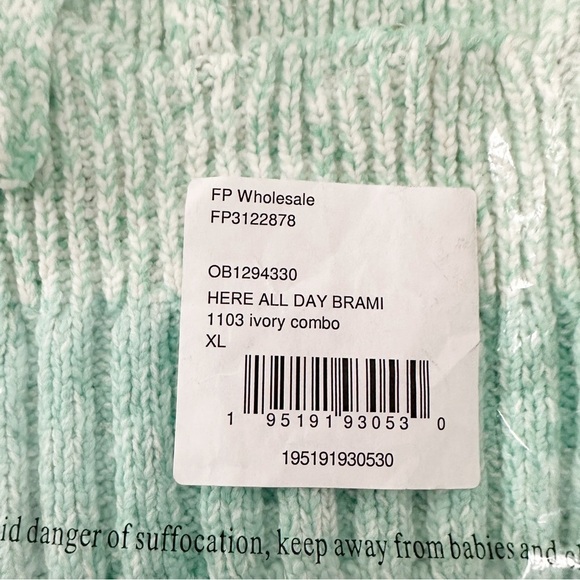 FP Wholesale
FP3122878
OB1294330
HERE ALL DAY BRAMI
1103 ivory combo
XL
1 95191 93053 0
195191930530
danger of suffocation, keep away from babies and